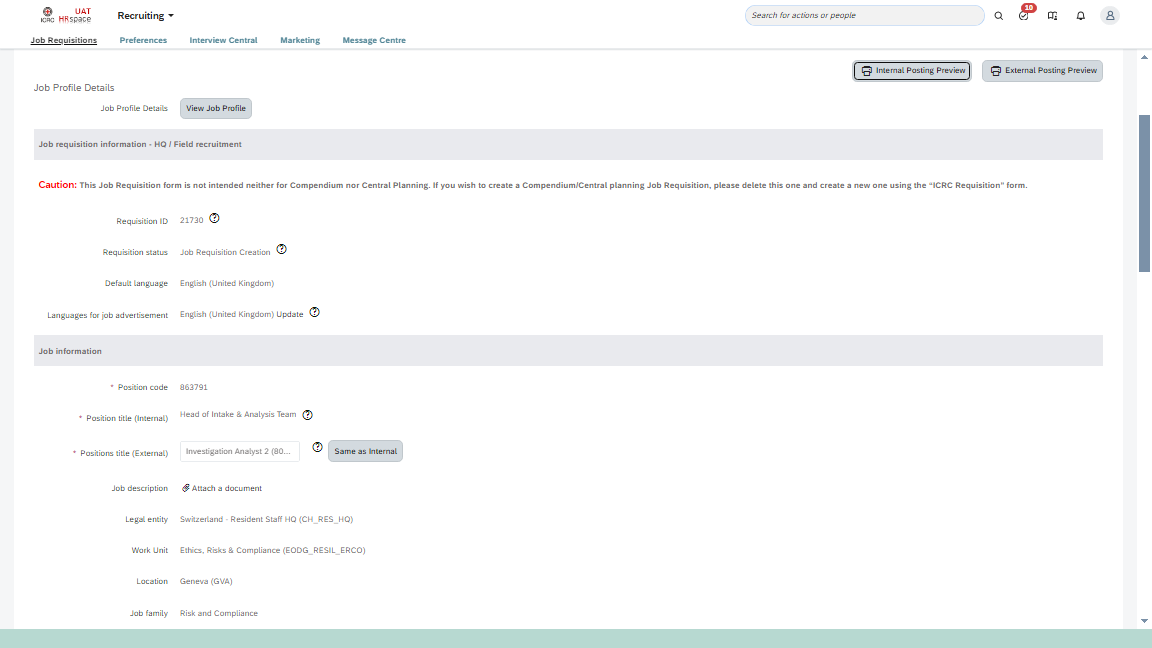 ICRC
UAT
HRspace
Recruiting
Search for actions or people
10
Job Requisitions
Preferences
Interview Central
Marketing
Message Centre
Internal Posting Preview
External Posting Preview
Job Profile Details
Job Profile Details
View Job Profile
Job requisition information - HQ / Field recruitment
Caution: This Job Requisition form is not intended neither for Compendium nor Central Planning. If you wish to create a Compendium/Central planning Job Requisition, please delete this one and create a new one using the “ICRC Requisition” form.
Requisition ID 21730
Requisition status Job Requisition Creation
Default language English (United Kingdom)
Languages for job advertisement English (United Kingdom) Update
Job information
* Position code 863791
* Position title (Internal) Head of Intake & Analysis Team
* Positions title (External) Investigation Analyst 2 (80... Same as Internal
Job description Attach a document
Legal entity Switzerland - Resident Staff HQ (CH_RES_HQ)
Work Unit Ethics, Risks & Compliance (EODG_RESIL_ERCO)
Location Geneva (GVA)
Job family Risk and Compliance